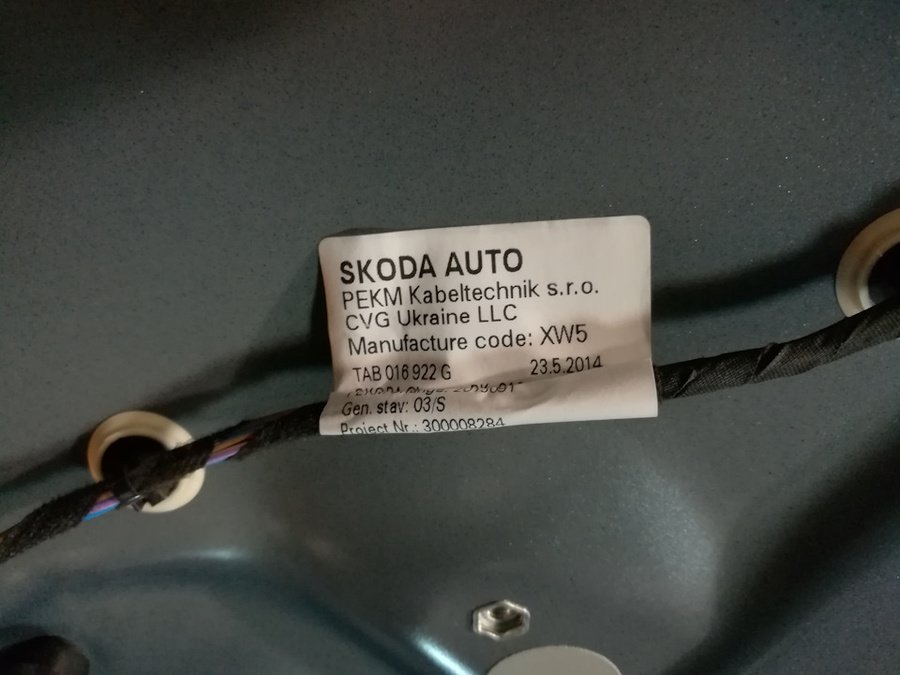 SKODA AUTO
PEKM Kabeltechnik s.r.o.
CVG Ukraine LLC
Manufacture code: XW5
TAB 016 922 G 23.5.2014
Gen. stav: 03/S
Project Nr.: 300008284